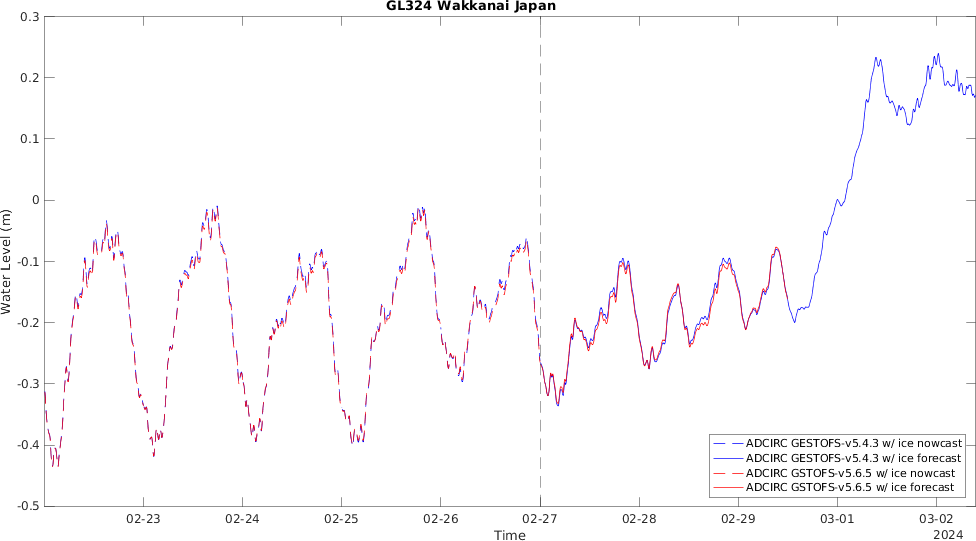 GL324 Wakkanai Japan
0.3
0.2
0.1
0
-0.1
-0.2
-0.3
-0.4
-0.5
Water Level (m)
02-23
02-24
02-25
02-26
02-27
02-28
02-29
03-01
03-02
Time
2024
ADCIRC GESTOFS-v5.4.3 w/ ice nowcast
ADCIRC GESTOFS-v5.4.3 w/ ice forecast
ADCIRC GSTOFS-v5.6.5 w/ ice nowcast
ADCIRC GSTOFS-v5.6.5 w/ ice forecast